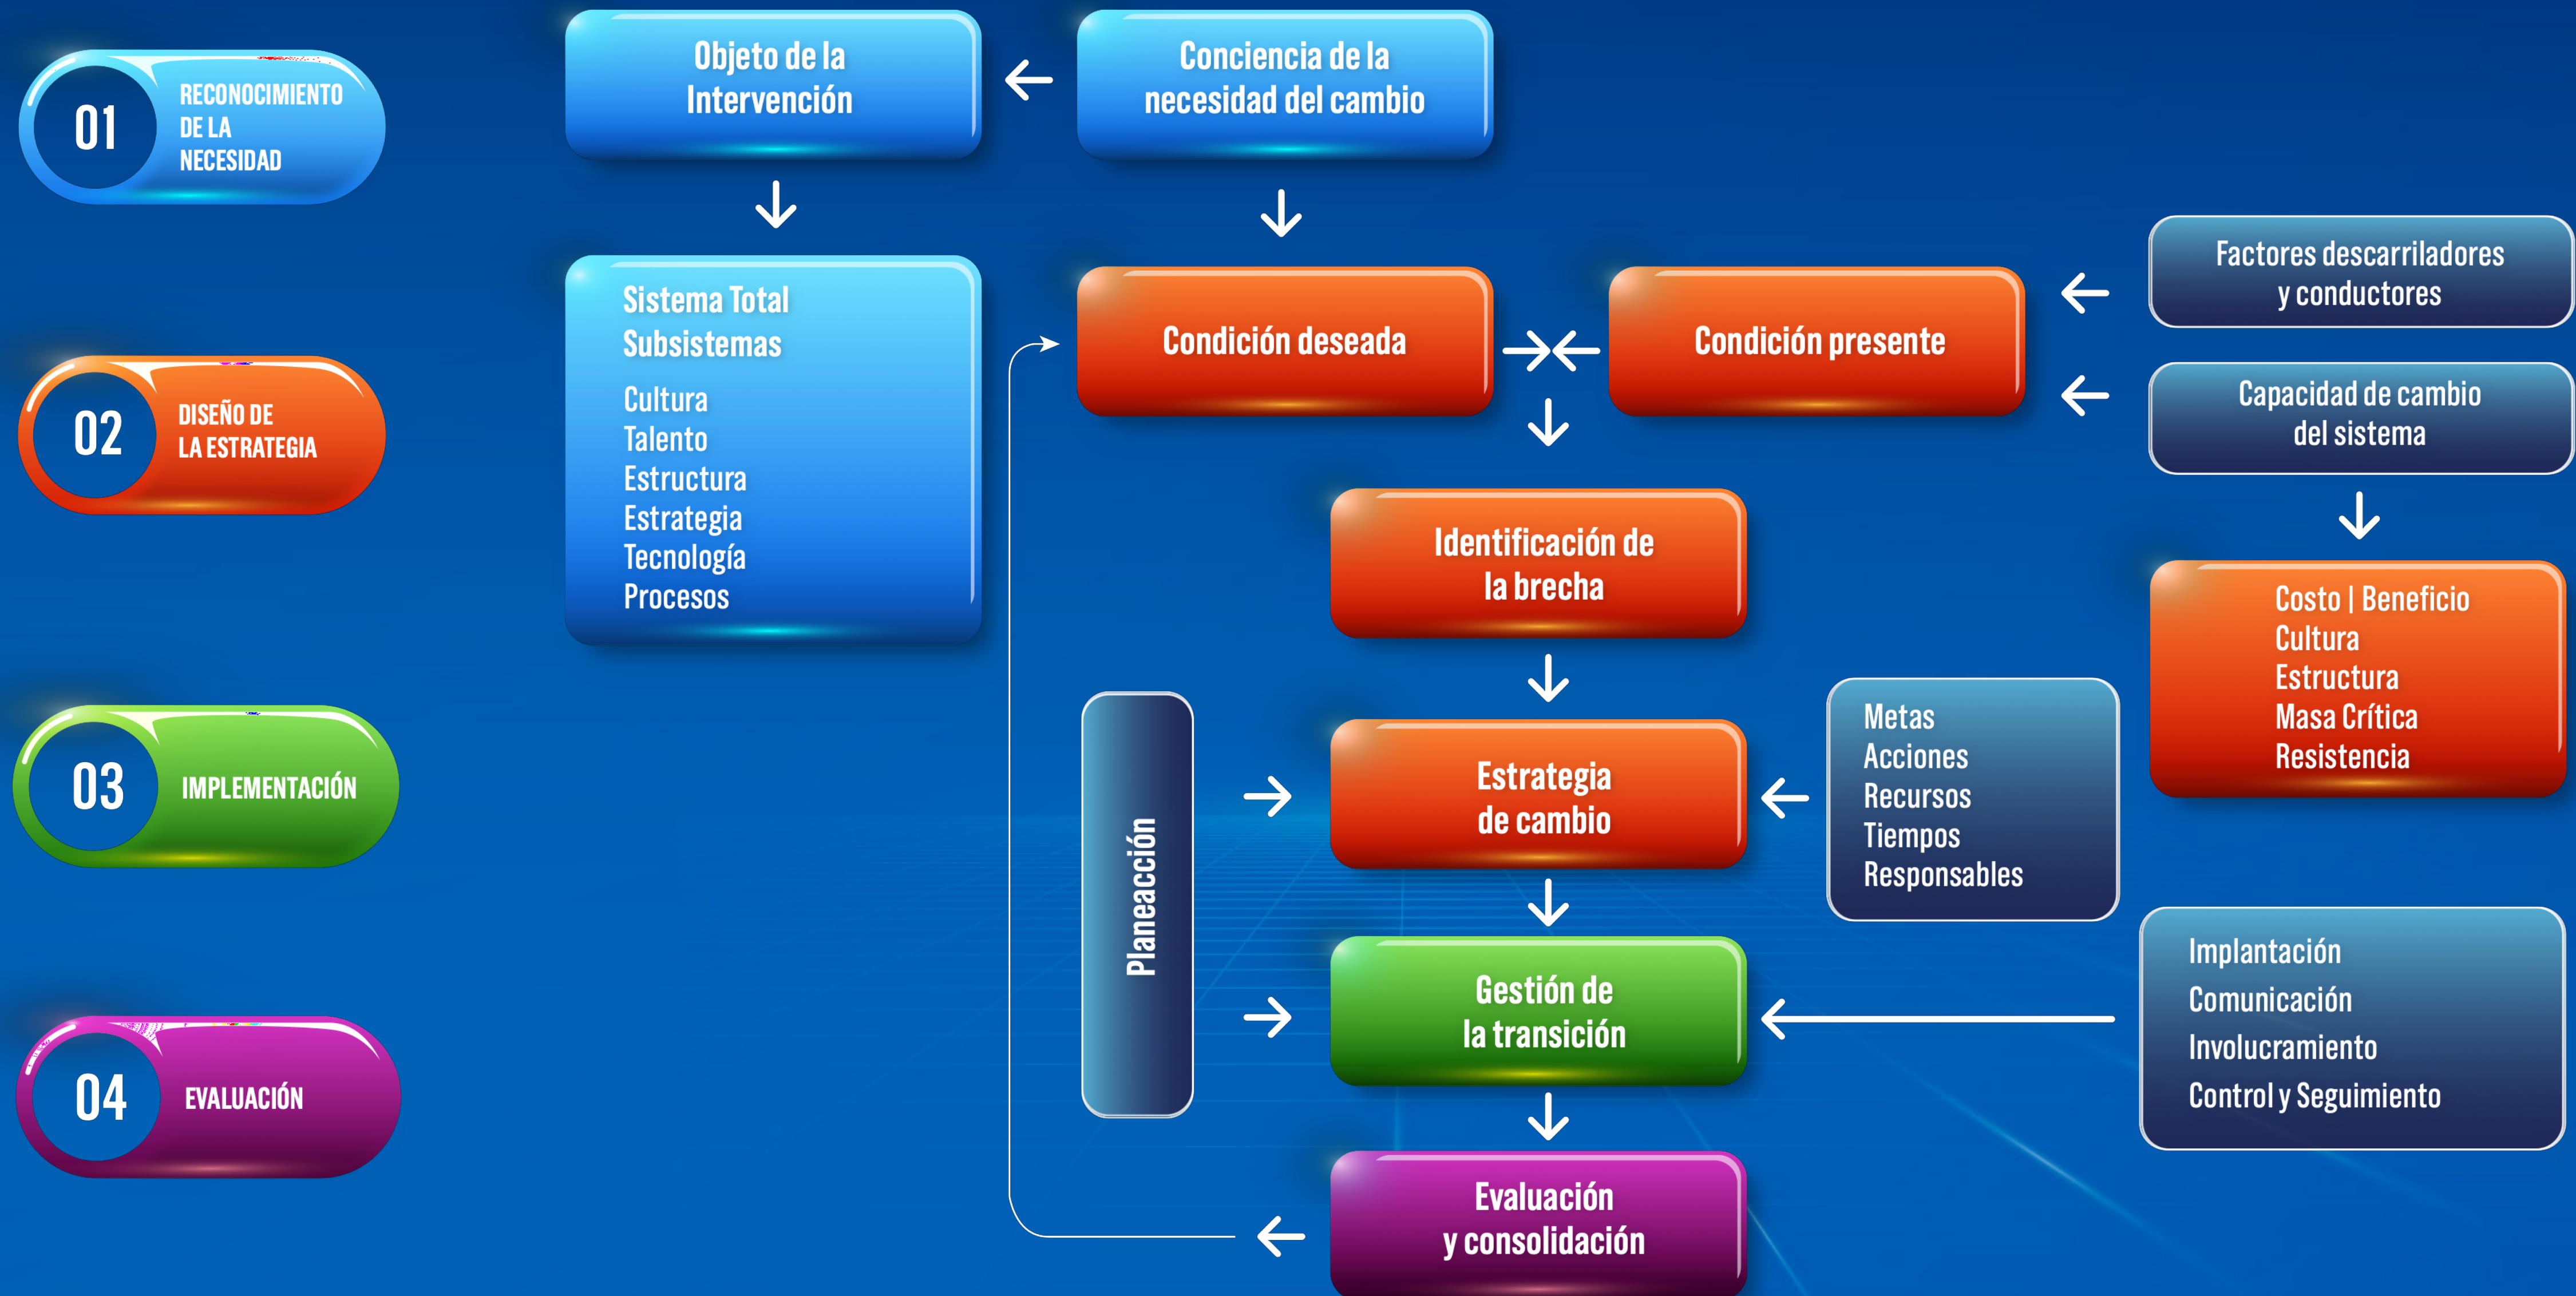 01
RECONOCIMIENTO
DE LA
NECESIDAD
02
DISEÑO DE
LA ESTRATEGIA
03
IMPLEMENTACIÓN
04
EVALUACIÓN
Objeto de la
Intervención
Conciencia de la
necesidad del cambio
Sistema Total
Subsistemas
Cultura
Talento
Estructura
Estrategia
Tecnología
Procesos
Condición deseada
Condición presente
Factores descarriladores
y conductores
Capacidad de cambio
del sistema
Identificación de
la brecha
Costo | Beneficio
Cultura
Estructura
Masa Crítica
Resistencia
Planeacción
Estrategia
de cambio
Metas
Acciones
Recursos
Tiempos
Responsables
Gestión de
la transición
Implantación
Comunicación
Involucramiento
Control y Seguimiento
Evaluación
y consolidación